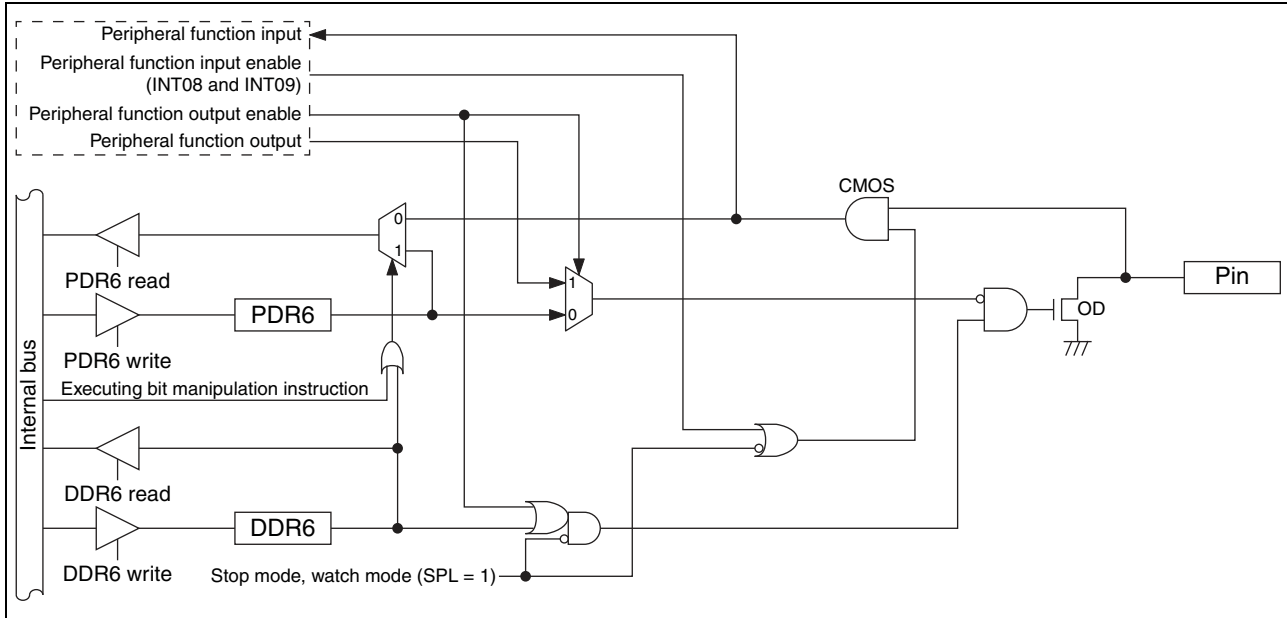 Peripheral function input
Peripheral function input enable
(INT08 and INT09)
Peripheral function output enable
Peripheral function output
CMOS
0
1
PDR6 read
1
0
Pin
OD
PDR6
PDR6 write
Executing bit manipulation instruction
Internal bus
DDR6 read
DDR6
DDR6 write
Stop mode, watch mode (SPL = 1)